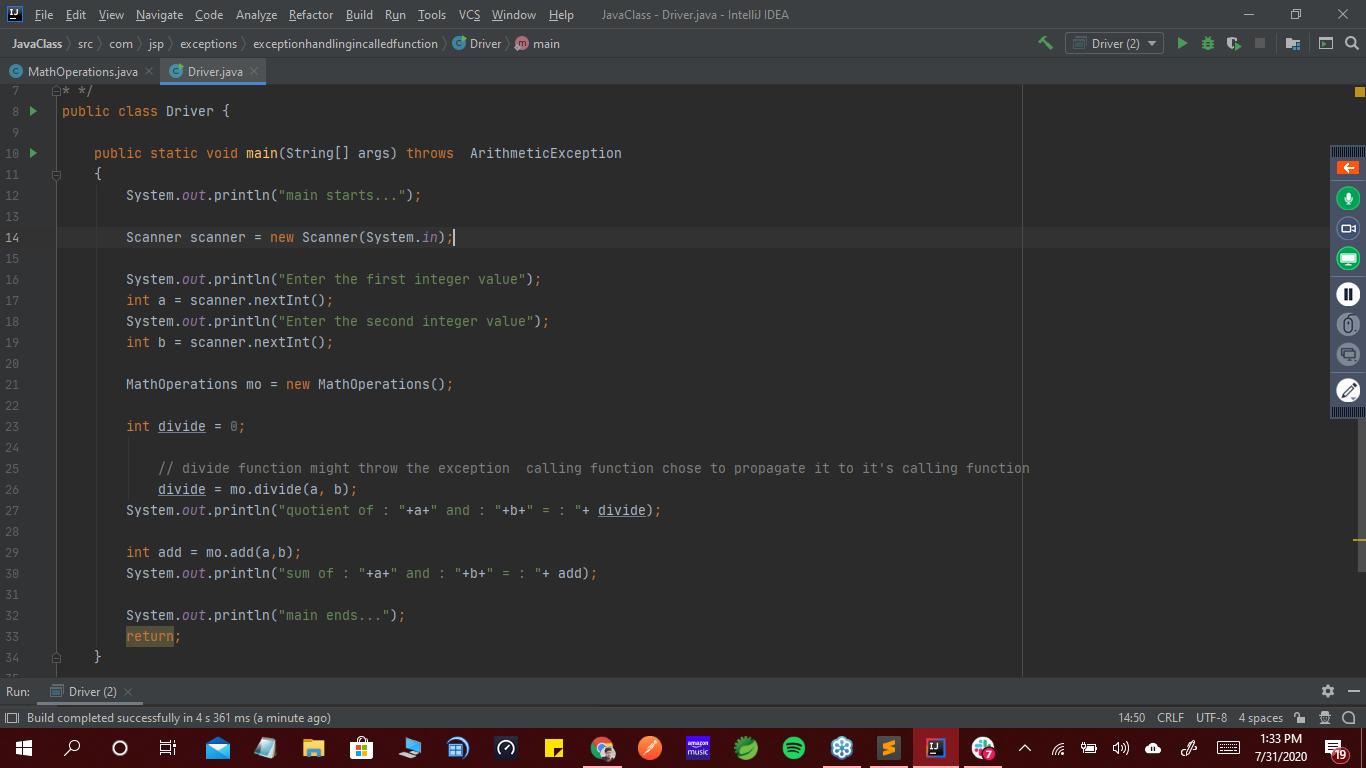 File Edit View Navigate Code Analyze Refactor Build Run Tools VCS Window Help JavaClass - Driver.java - IntelliJ IDEA
JavaClass src com jsp exceptions exceptionhandlingincalledfunction Driver main Driver (2)
MathOperations.java Driver.java
7 * */
8 public class Driver {
9
10 public static void main(String[] args) throws  ArithmeticException
11 {
12 System.out.println("main starts...");
13
14 Scanner scanner = new Scanner(System.in);
15
16 System.out.println("Enter the first integer value");
17 int a = scanner.nextInt();
18 System.out.println("Enter the second integer value");
19 int b = scanner.nextInt();
20
21 MathOperations mo = new MathOperations();
22
23 int divide = 0;
24
25 // divide function might throw the exception  calling function chose to propagate it to it's calling function
26 divide = mo.divide(a, b);
27 System.out.println("quotient of : "+a+" and : "+b+" = : "+ divide);
28
29 int add = mo.add(a,b);
30 System.out.println("sum of : "+a+" and : "+b+" = : "+ add);
31
32 System.out.println("main ends...");
33 return;
34 }
Run: Driver (2)
Build completed successfully in 4 s 361 ms (a minute ago) 14:50 CRLF UTF-8 4 spaces
amazon music 7 1:33 PM
7/31/2020 19